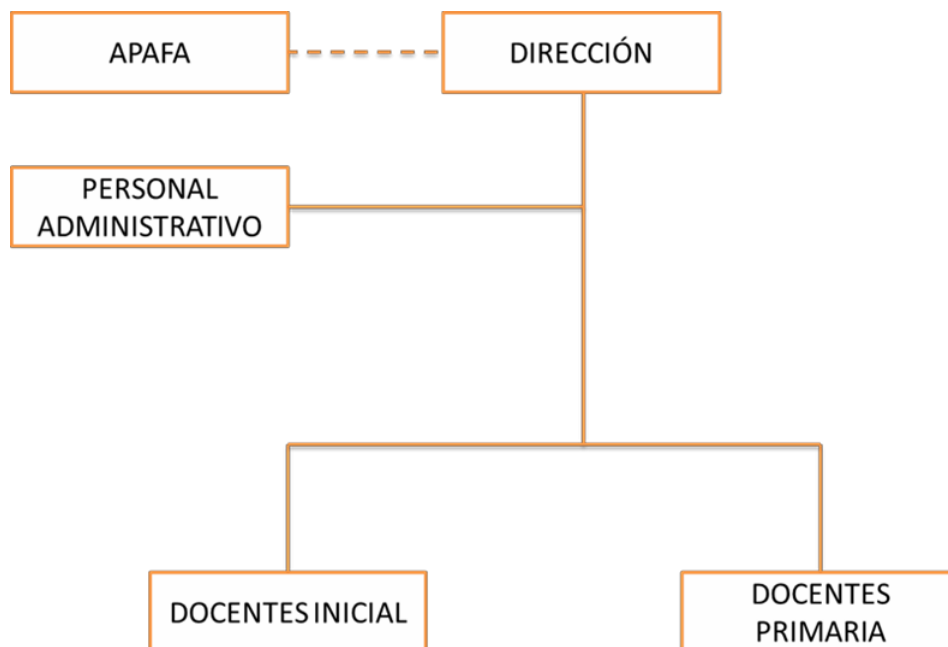 APAFA
DIRECCIÓN
PERSONAL
ADMINISTRATIVO
DOCENTES INICIAL
DOCENTES
PRIMARIA